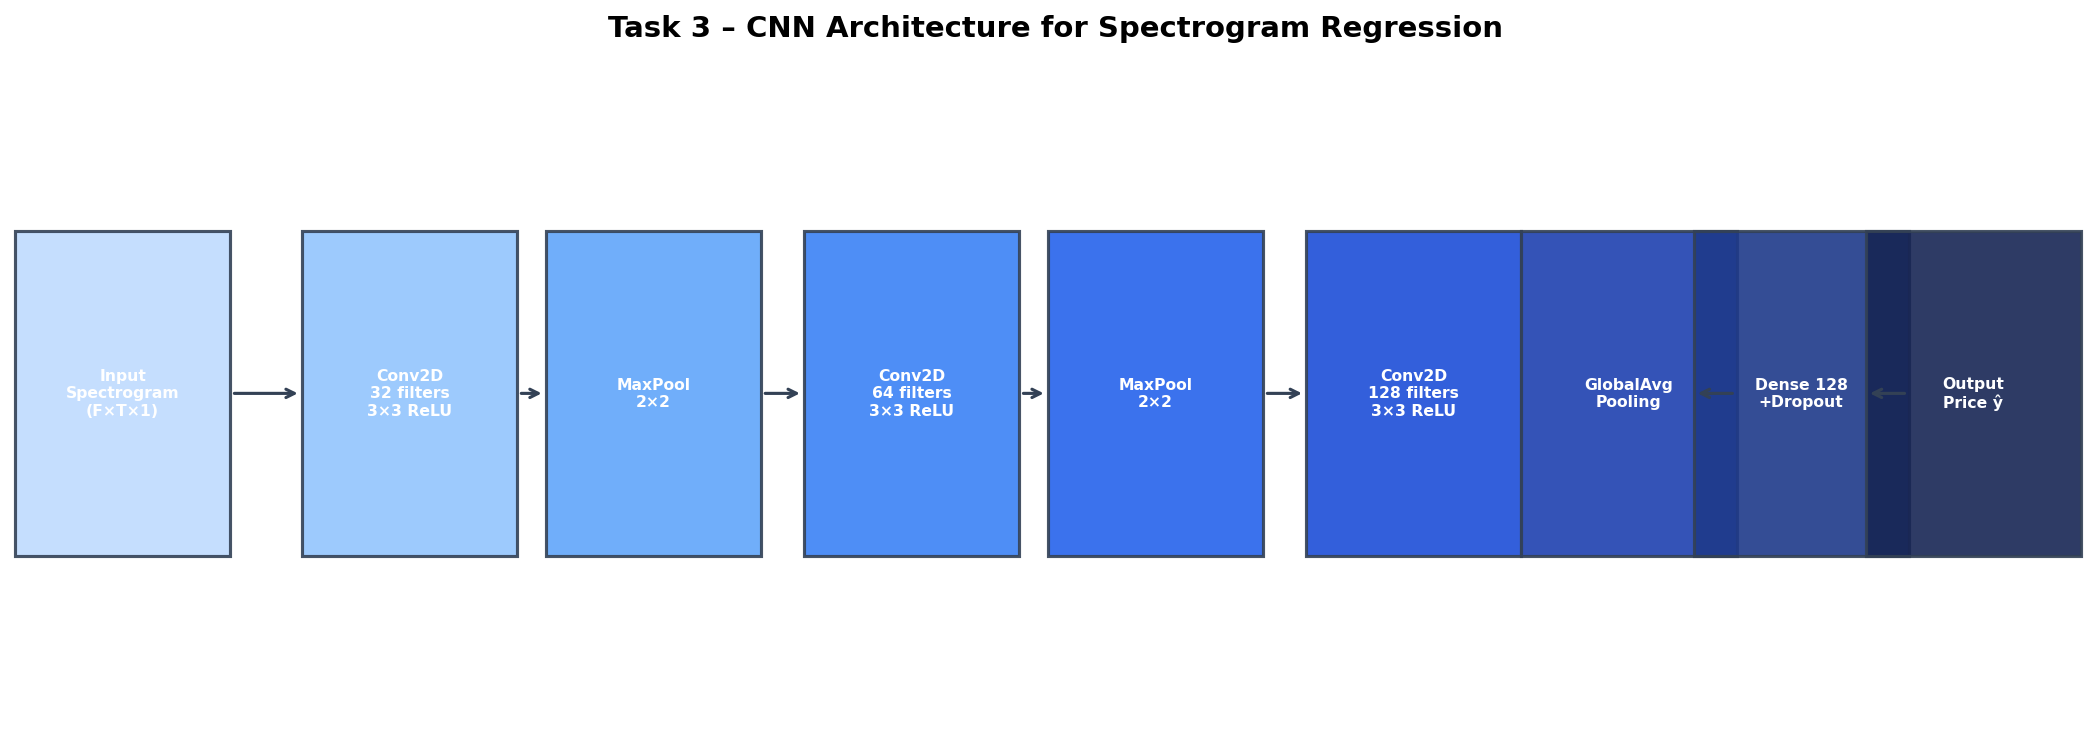 Task 3 – CNN Architecture for Spectrogram Regression
Input
Spectrogram
(F×T×1)
Conv2D
32 filters
3×3 ReLU
MaxPool
2×2
Conv2D
64 filters
3×3 ReLU
MaxPool
2×2
Conv2D
128 filters
3×3 ReLU
GlobalAvg
Pooling
Dense 128
+Dropout
Output
Price ŷ